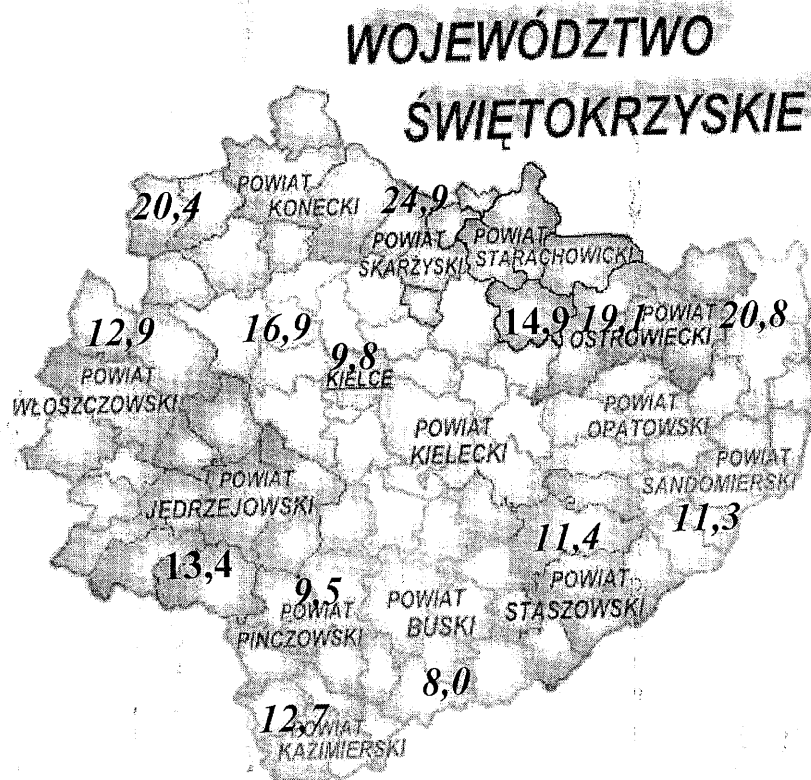 WOJEWÓDZTWO
ŚWIĘTOKRZYSKIE
20,4
POWIAT
KONECKI
24,9
POWIAT
SKARŻYSKI
POWIAT
STARACHOWICKI
12,9
16,9
9,8
KIELCE
14,9
19,1
POWIAT
OSTROWIECKI
20,8
POWIAT
WŁOSZCZOWSKI
POWIAT
KIELECKI
POWIAT
OPATOWSKI
POWIAT
SANDOMIERSKI
POWIAT
JĘDRZEJOWSKI
11,4
11,3
13,4
9,5
POWIAT
PIŃCZOWSKI
POWIAT
BUSKI
POWIAT
STASZOWSKI
8,0
12,7
POWIAT
KAZIMIERSKI